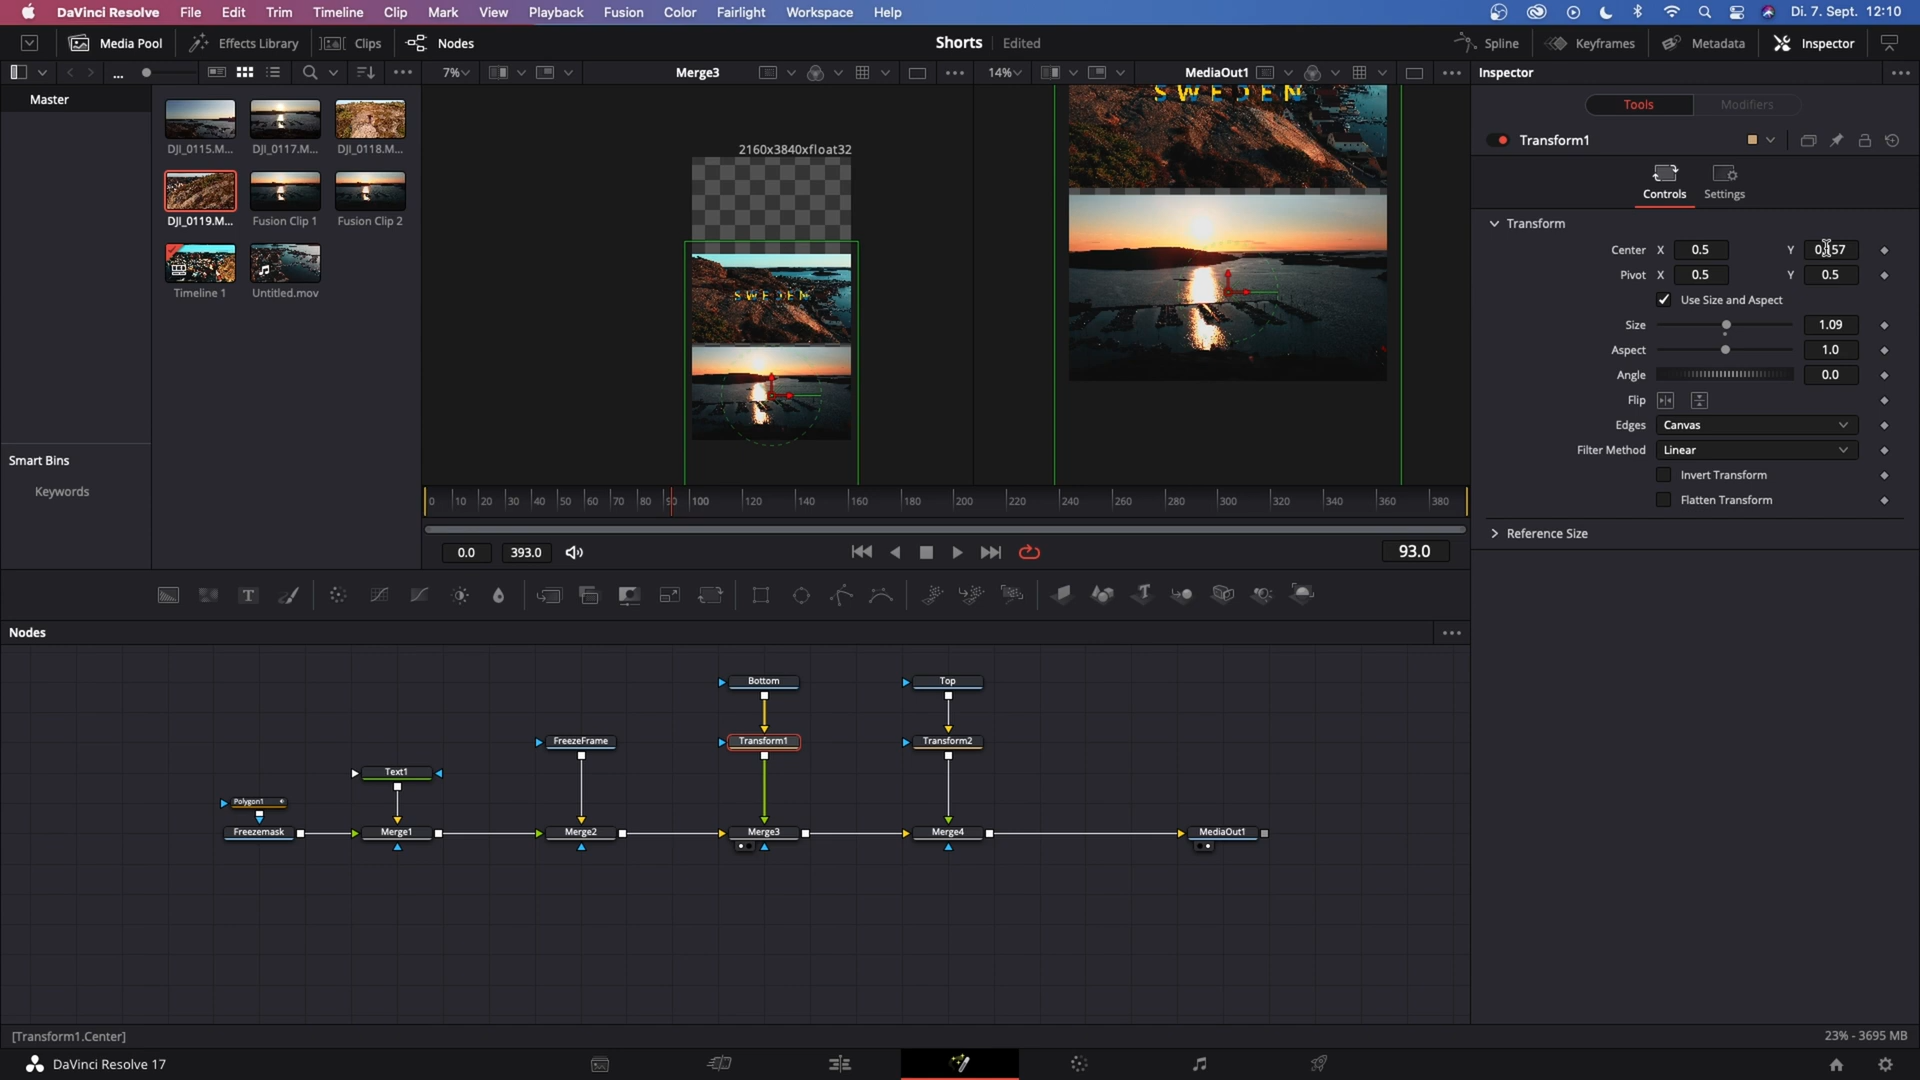 DaVinci Resolve File Edit Trim Timeline Clip Mark View Playback Fusion Color Fairlight Workspace Help Di. 7. Sept. 12:10
Media Pool Effects Library Clips Nodes Shorts Edited Spline Keyframes Metadata Inspector
... 7% Merge3 14% MediaOut1 Inspector
Master
Tools Modifiers
SWEDEN
DJI_0115.M... DJI_0117.M... DJI_0118.M...
2160x3840xfloat32
Transform1
Controls Settings
DJI_0119.M... Fusion Clip 1 Fusion Clip 2
Transform
Center X 0.5 Y
Pivot X 0.5 Y 0.5
Timeline 1 Untitled.mov
SWEDEN
Use Size and Aspect
Size 1.09
Aspect 1.0
Angle 0.0
Flip
Edges Canvas
Filter Method Linear
Invert Transform
Flatten Transform
Smart Bins
Keywords
0 10 20 30 40 50 60 70 80 100 120 140 160 180 200 220 240 260 280 300 320 340 360 380
Reference Size
0.0 393.0 93.0
T T
Nodes
Bottom Top
FreezeFrame Transform1 Transform2
Text1
Polygon1
Freezemask Merge1 Merge2 Merge3 Merge4 MediaOut1
[Transform1.Center] 23% - 3695 MB
DaVinci Resolve 17